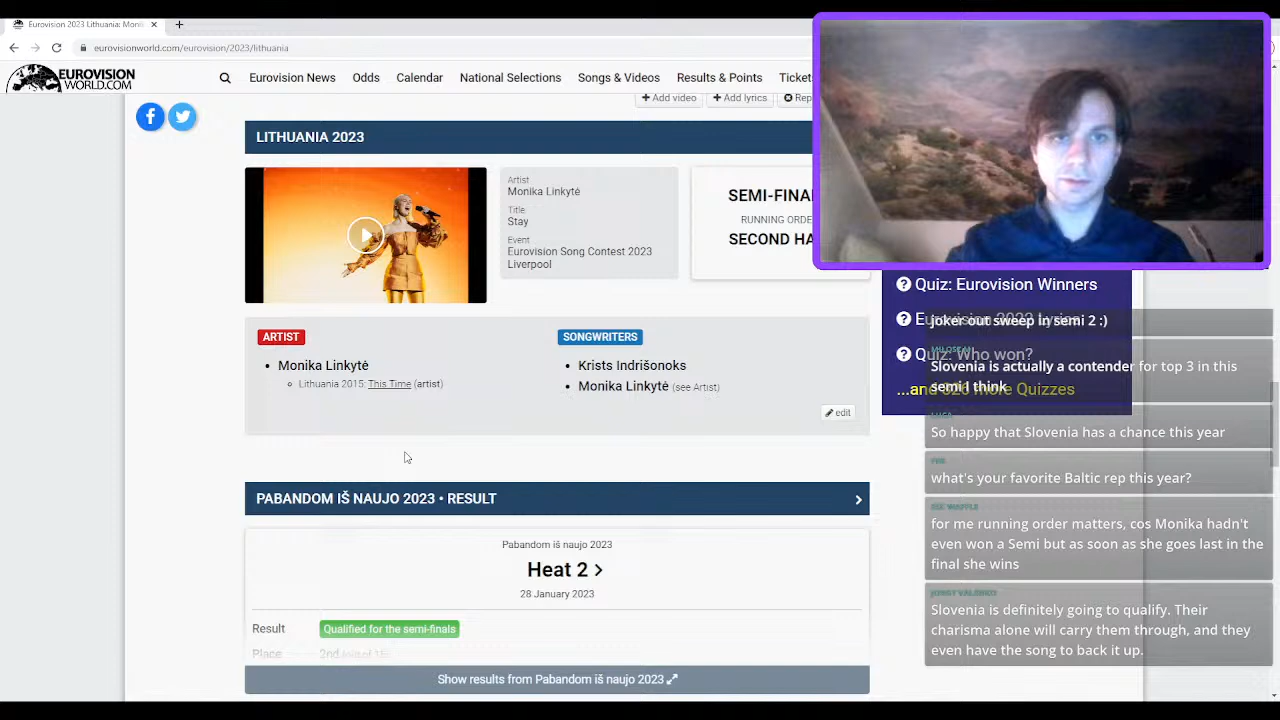 Eurovision 2023 Lithuania: Moni
eurovisionworld.com/eurovision/2023/lithuania
EUROVISION
WORLD.COM
Eurovision News
Odds
Calendar
National Selections
Songs & Videos
Results & Points
Tickets
Add video
Add lyrics
Rep
LITHUANIA 2023
Artist
Monika Linkytė
Title
Stay
Event
Eurovision Song Contest 2023
Liverpool
SEMI-FINA
RUNNING ORDE
SECOND HA
ARTIST
Monika Linkytė
Lithuania 2015: This Time (artist)
SONGWRITERS
Krists Indrišonoks
Monika Linkytė (see Artist)
edit
PABANDOM IŠ NAUJO 2023 • RESULT
Pabandom iš naujo 2023
Heat 2
28 January 2023
Result
Qualified for the semi-finals
Place
2nd
Show results from Pabandom iš naujo 2023
Quiz: Eurovision Winners
joker out sweep in semi 2 :)
Quiz: Who won?
Slovenia is actually a contender for top 3 in this
semi I think
...and 326 more Quizzes
LUCA
So happy that Slovenia has a chance this year
what's your favorite Baltic rep this year?
for me running order matters, cos Monika hadn't
even won a Semi but as soon as she goes last in the
final she wins
Slovenia is definitely going to qualify. Their
charisma alone will carry them through, and they
even have the song to back it up.